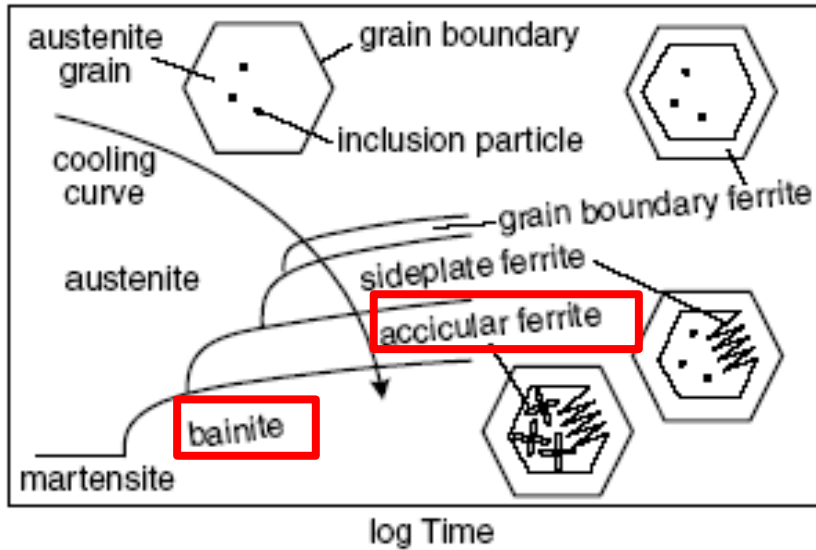 austenite
grain
grain boundary
inclusion particle
cooling
curve
grain boundary ferrite
austenite
sideplate ferrite
accicular ferrite
bainite
martensite
log Time